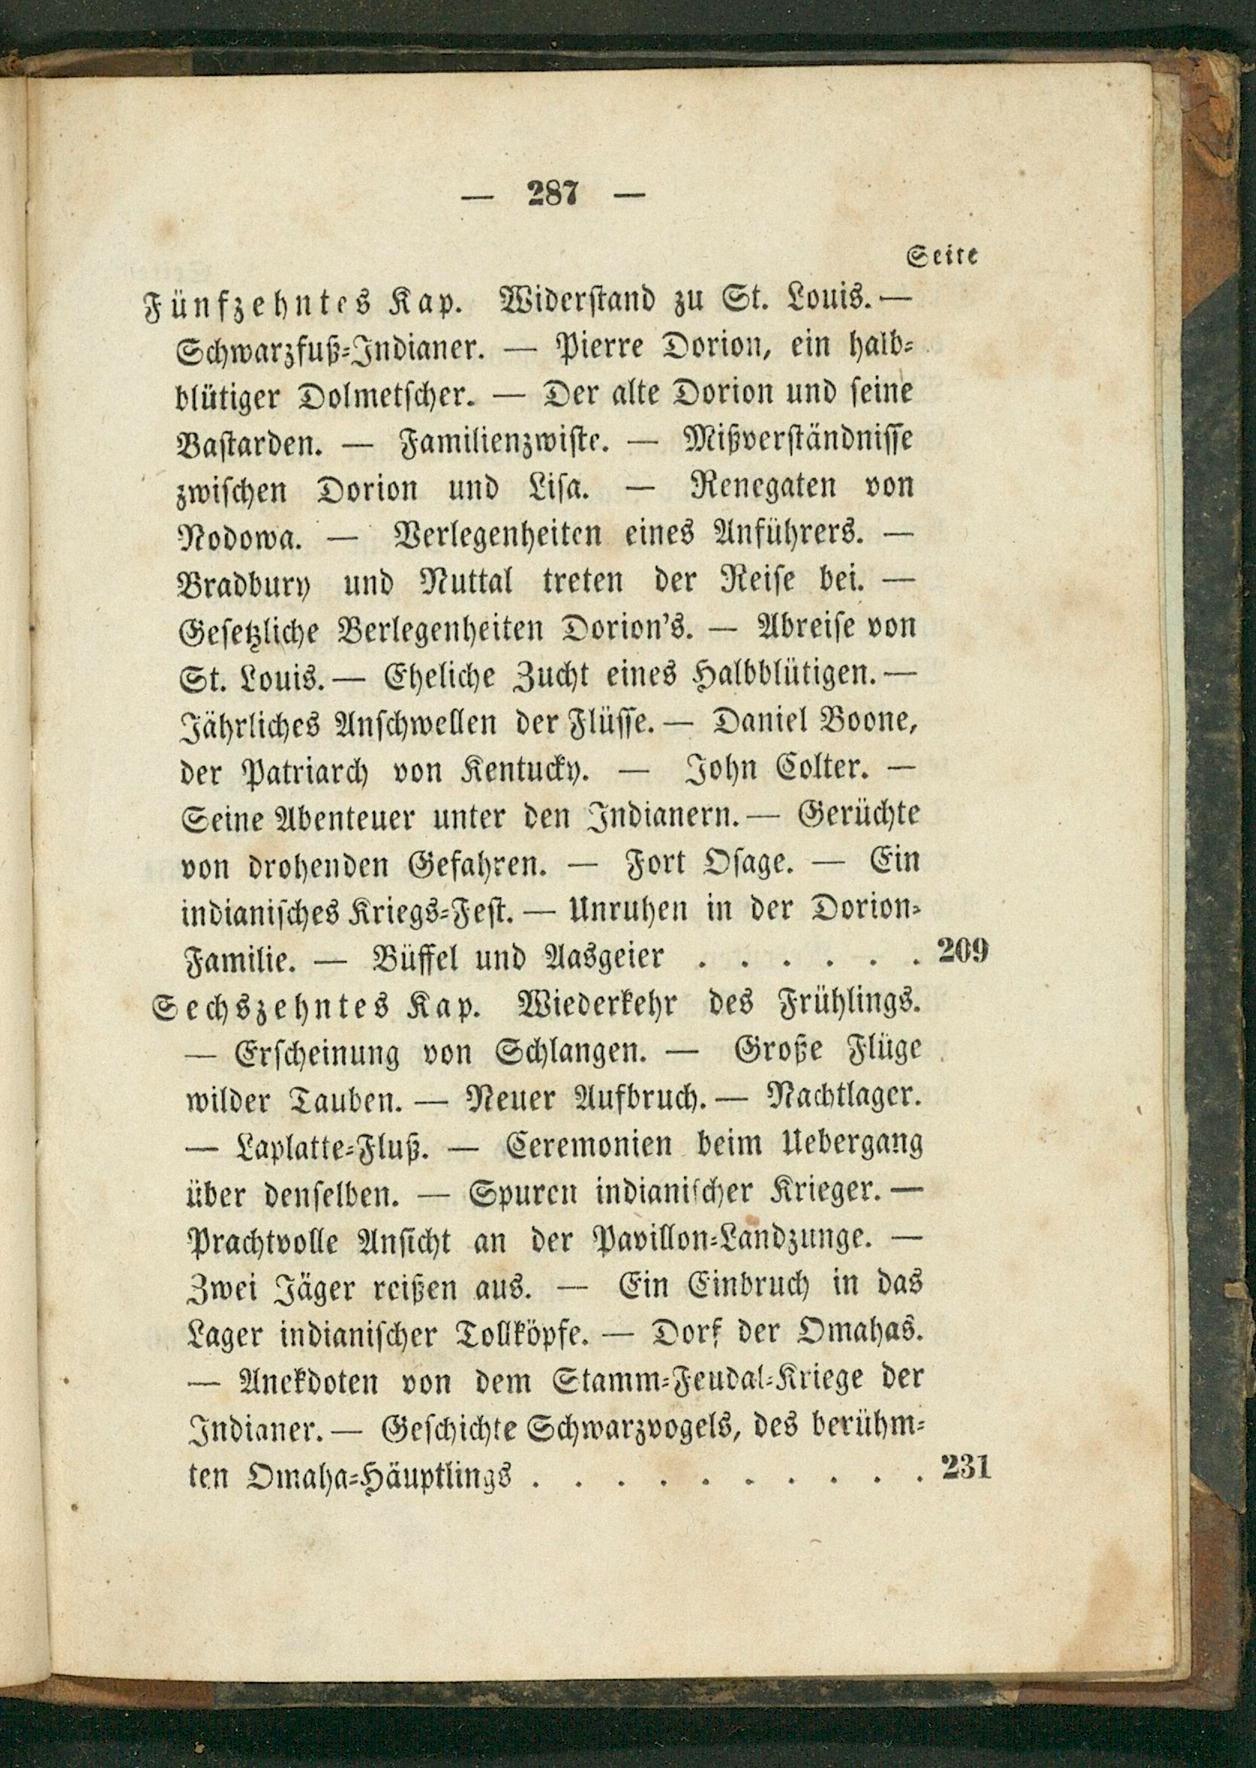 — 287 —
Seite
Fünfzehntes Kap. Widerstand zu St. Louis. —
Schwarzfuß-Indianer. — Pierre Dorion, ein halb-
blütiger Dolmetscher. — Der alte Dorion und seine
Bastarden. — Familienzwiste. — Mißverständnisse
zwischen Dorion und Lisa. — Renegaten von
Nodowa. — Verlegenheiten eines Anführers. —
Bradbury und Nuttal treten der Reise bei. —
Gesetzliche Verlegenheiten Dorion's. — Abreise von
St. Louis. — Eheliche Zucht eines Halbblütigen. —
Jährliches Anschwellen der Flüsse. — Daniel Boone,
der Patriarch von Kentucky. — John Colter. —
Seine Abenteuer unter den Indianern. — Gerüchte
von drohenden Gefahren. — Fort Osage. — Ein
indianisches Kriegs-Fest. — Unruhen in der Dorion-
Familie. — Büffel und Aasgeier . . . . . . 209
Sechszehntes Kap. Wiederkehr des Frühlings.
— Erscheinung von Schlangen. — Große Flüge
wilder Tauben. — Neuer Aufbruch. — Nachtlager.
— Laplatte-Fluß. — Ceremonien beim Uebergang
über denselben. — Spuren indianischer Krieger. —
Prachtvolle Ansicht an der Pavillon-Landzunge. —
Zwei Jäger reißen aus. — Ein Einbruch in das
Lager indianischer Tollköpfe. — Dorf der Omahas.
— Anekdoten von dem Stamm-Feudal-Kriege der
Indianer. — Geschichte Schwarzvogels, des berühm-
ten Omaha-Häuptlings . . . . . . . . . . 231